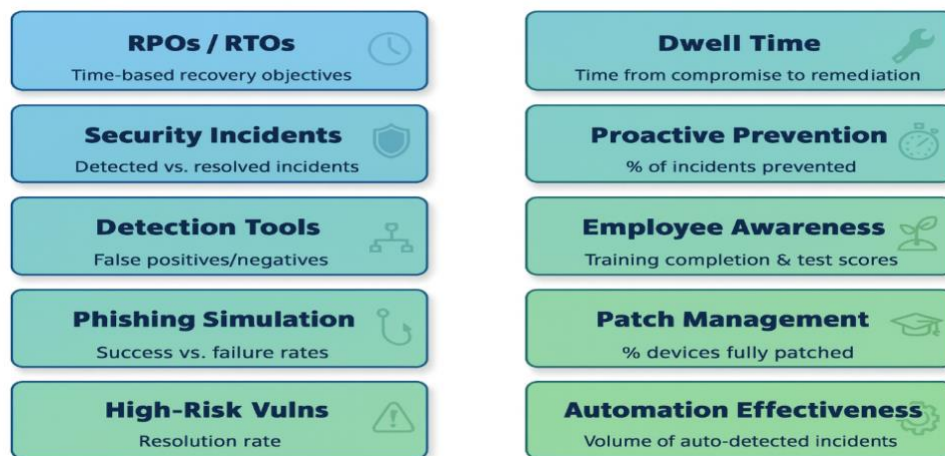 RPOs / RTOs
Time-based recovery objectives
Security Incidents
Detected vs. resolved incidents
Detection Tools
False positives/negatives
Phishing Simulation
Success vs. failure rates
High-Risk Vulns
Resolution rate
Dwell Time
Time from compromise to remediation
Proactive Prevention
% of incidents prevented
Employee Awareness
Training completion & test scores
Patch Management
% devices fully patched
Automation Effectiveness
Volume of auto-detected incidents